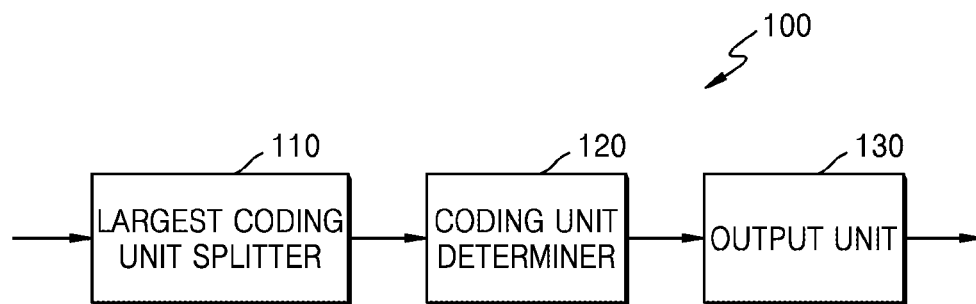 100
110
120
130
LARGEST CODING
UNIT SPLITTER
CODING UNIT
DETERMINER
OUTPUT UNIT